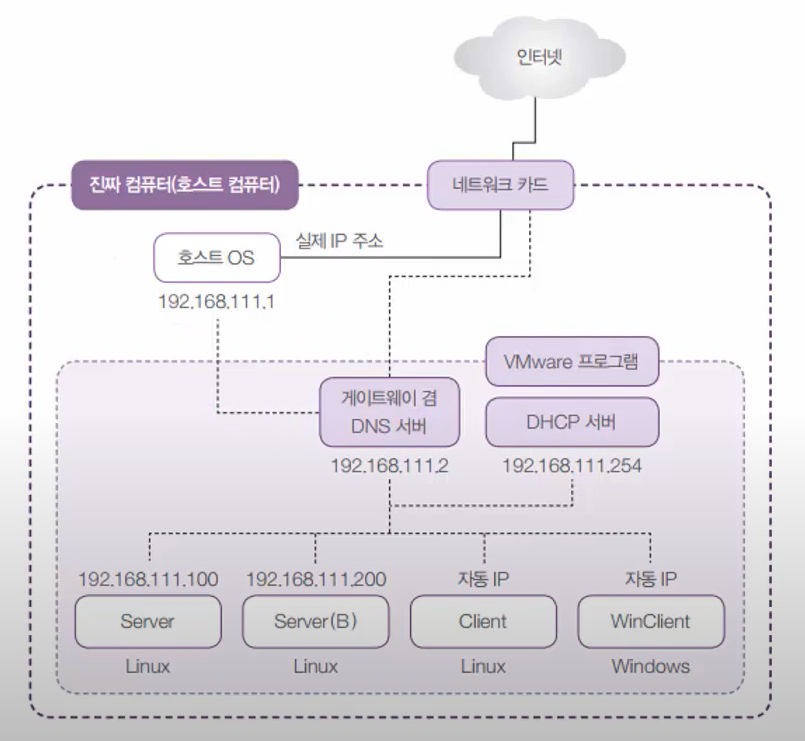 인터넷
진짜 컴퓨터(호스트 컴퓨터)
네트워크 카드
실제 IP 주소
호스트 OS
192.168.111.1
VMware 프로그램
게이트웨이 겸
DNS 서버
DHCP 서버
192.168.111.2
192.168.111.254
192.168.111.100
192.168.111.200
자동 IP
자동 IP
Server
Server(B)
Client
WinClient
Linux
Linux
Linux
Windows